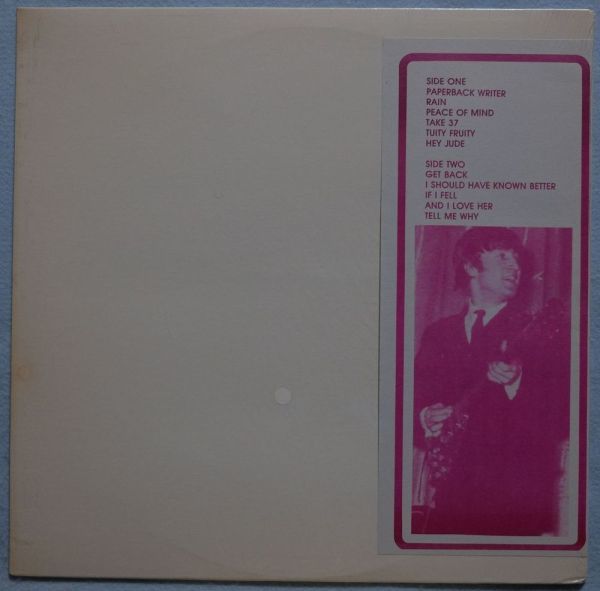 SIDE ONE
PAPERBACK WRITER
RAIN
PEACE OF MIND
TAKE 37
TUITY FRUITY
HEY JUDE
SIDE TWO
GET BACK
I SHOULD HAVE KNOWN BETTER
IF I FELL
AND I LOVE HER
TELL ME WHY